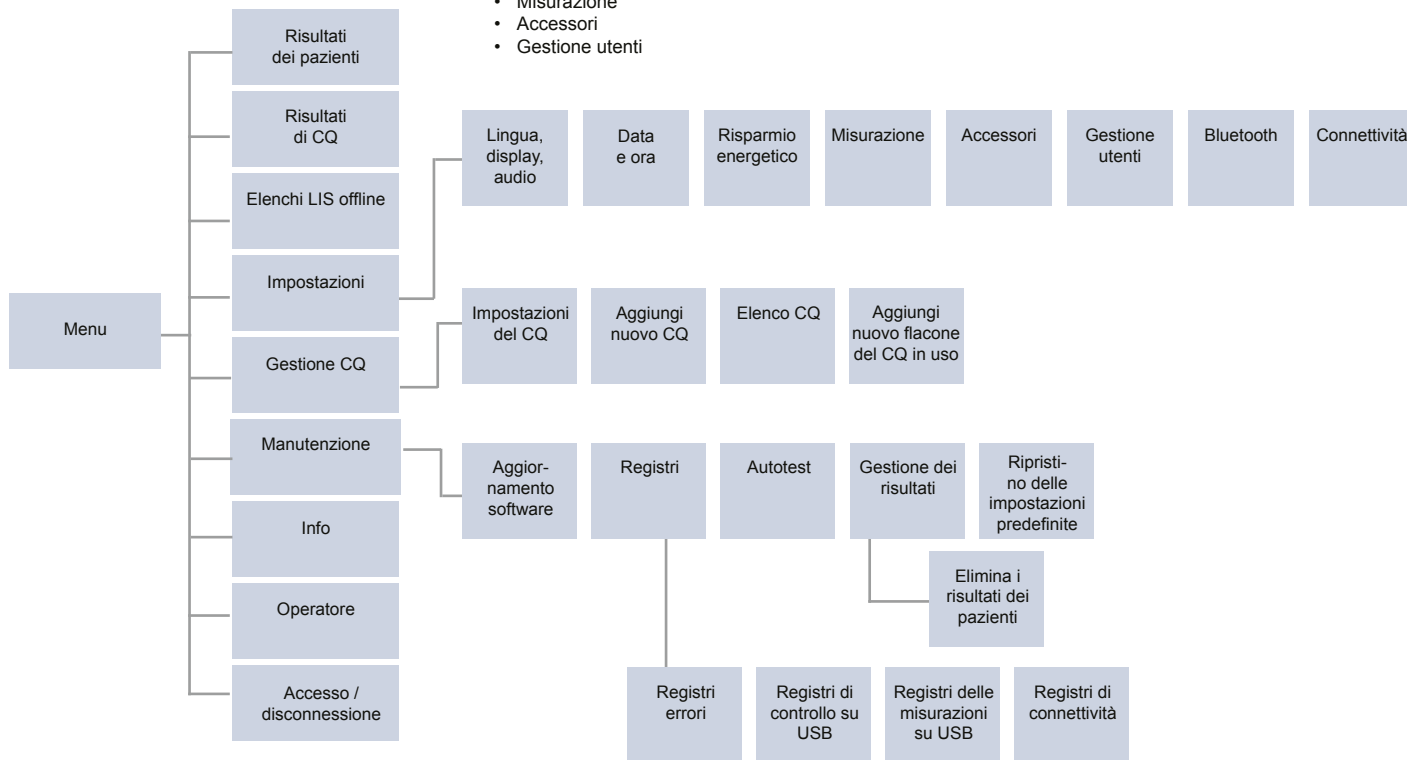 • Misurazione
• Accessori
• Gestione utenti
Risultati
dei pazienti
Risultati
di CQ
Elenchi LIS offline
Impostazioni
Gestione CQ
Manutenzione
Info
Operatore
Accesso /
disconnessione
Menu
Lingua,
display,
audio
Data
e ora
Risparmio
energetico
Misurazione
Accessori
Gestione
utenti
Bluetooth
Connettività
Impostazioni
del CQ
Aggiungi
nuovo CQ
Elenco CQ
Aggiungi
nuovo flacone
del CQ in uso
Aggior-
namento
software
Registri
Autotest
Gestione dei
risultati
Ripristi-
no delle
impostazioni
predefinite
Elimina i
risultati dei
pazienti
Registri
errori
Registri di
controllo su
USB
Registri delle
misurazioni
su USB
Registri di
connettività